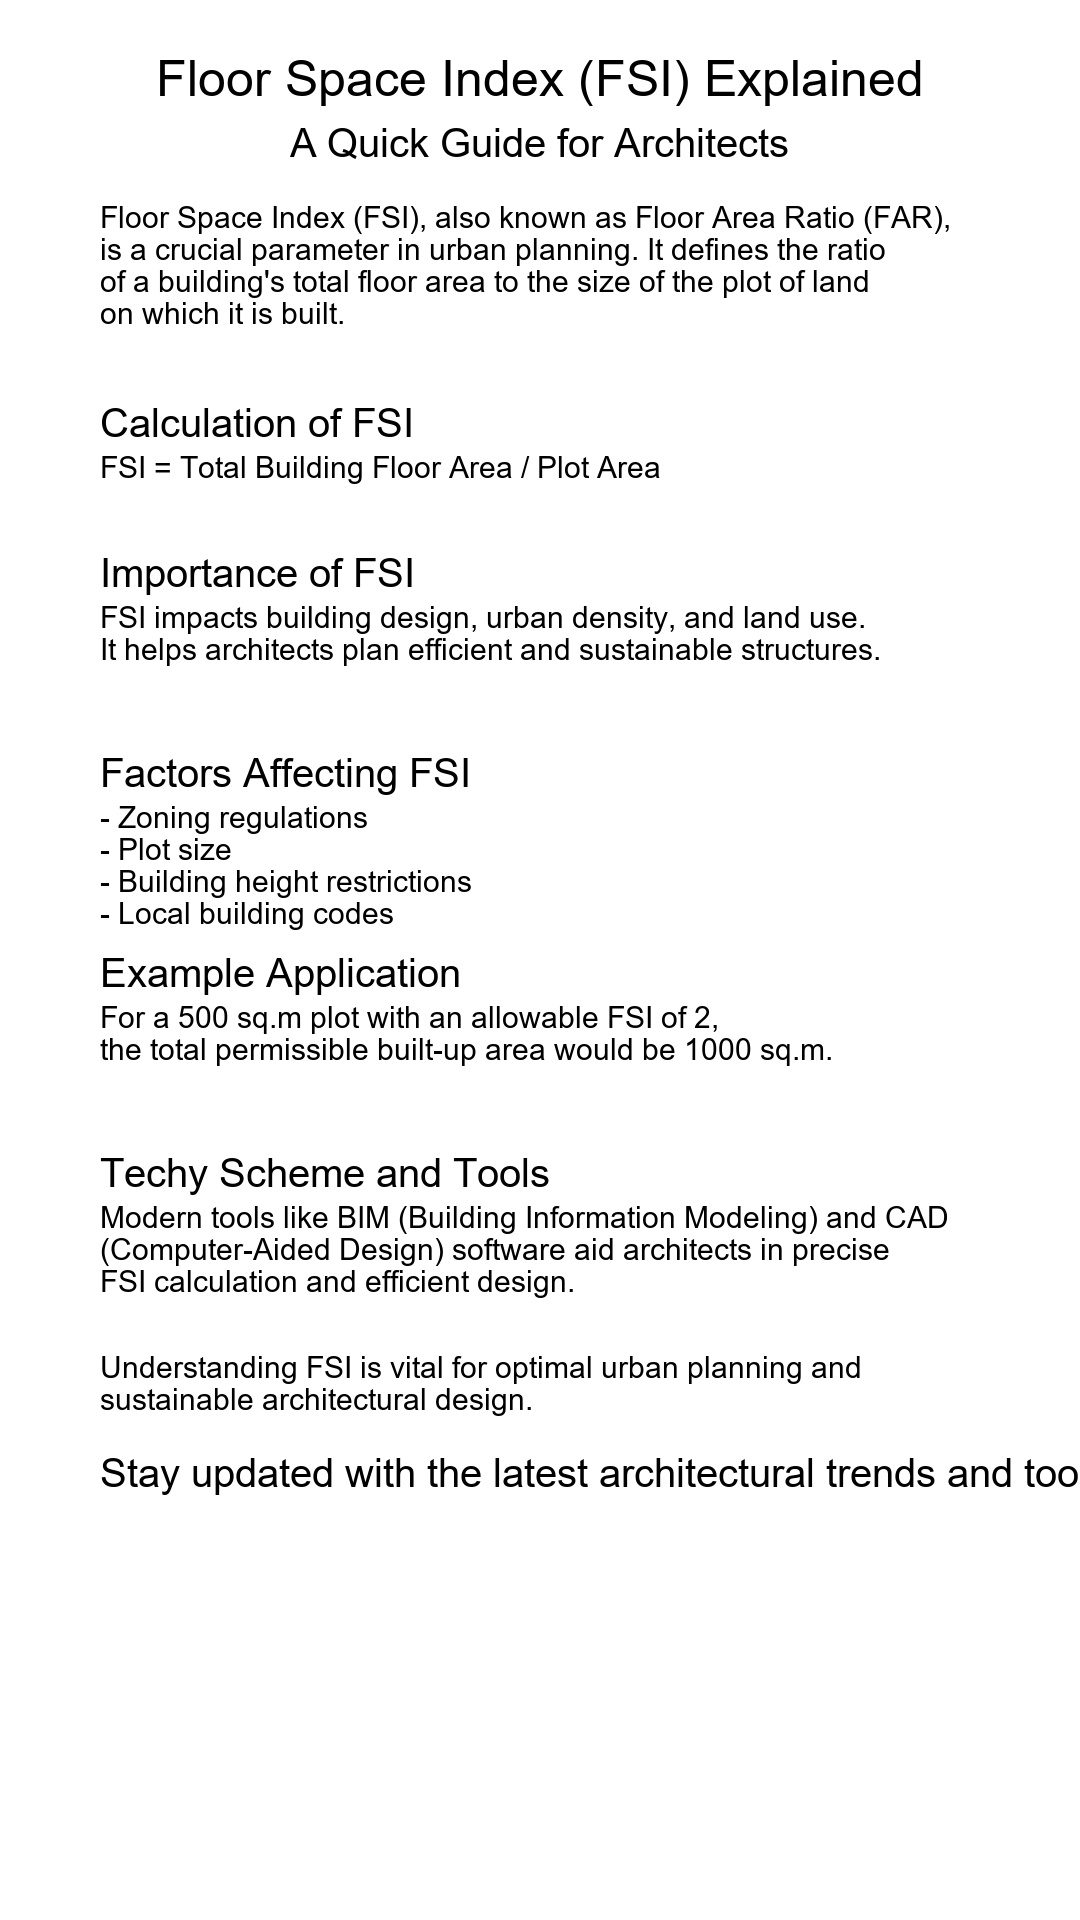 Floor Space Index (FSI) Explained
A Quick Guide for Architects
Floor Space Index (FSI), also known as Floor Area Ratio (FAR),
is a crucial parameter in urban planning. It defines the ratio
of a building's total floor area to the size of the plot of land
on which it is built.
Calculation of FSI
FSI = Total Building Floor Area / Plot Area
Importance of FSI
FSI impacts building design, urban density, and land use.
It helps architects plan efficient and sustainable structures.
Factors Affecting FSI
- Zoning regulations
- Plot size
- Building height restrictions
- Local building codes
Example Application
For a 500 sq.m plot with an allowable FSI of 2,
the total permissible built-up area would be 1000 sq.m.
Techy Scheme and Tools
Modern tools like BIM (Building Information Modeling) and CAD
(Computer-Aided Design) software aid architects in precise
FSI calculation and efficient design.
Understanding FSI is vital for optimal urban planning and
sustainable architectural design.
Stay updated with the latest architectural trends and too